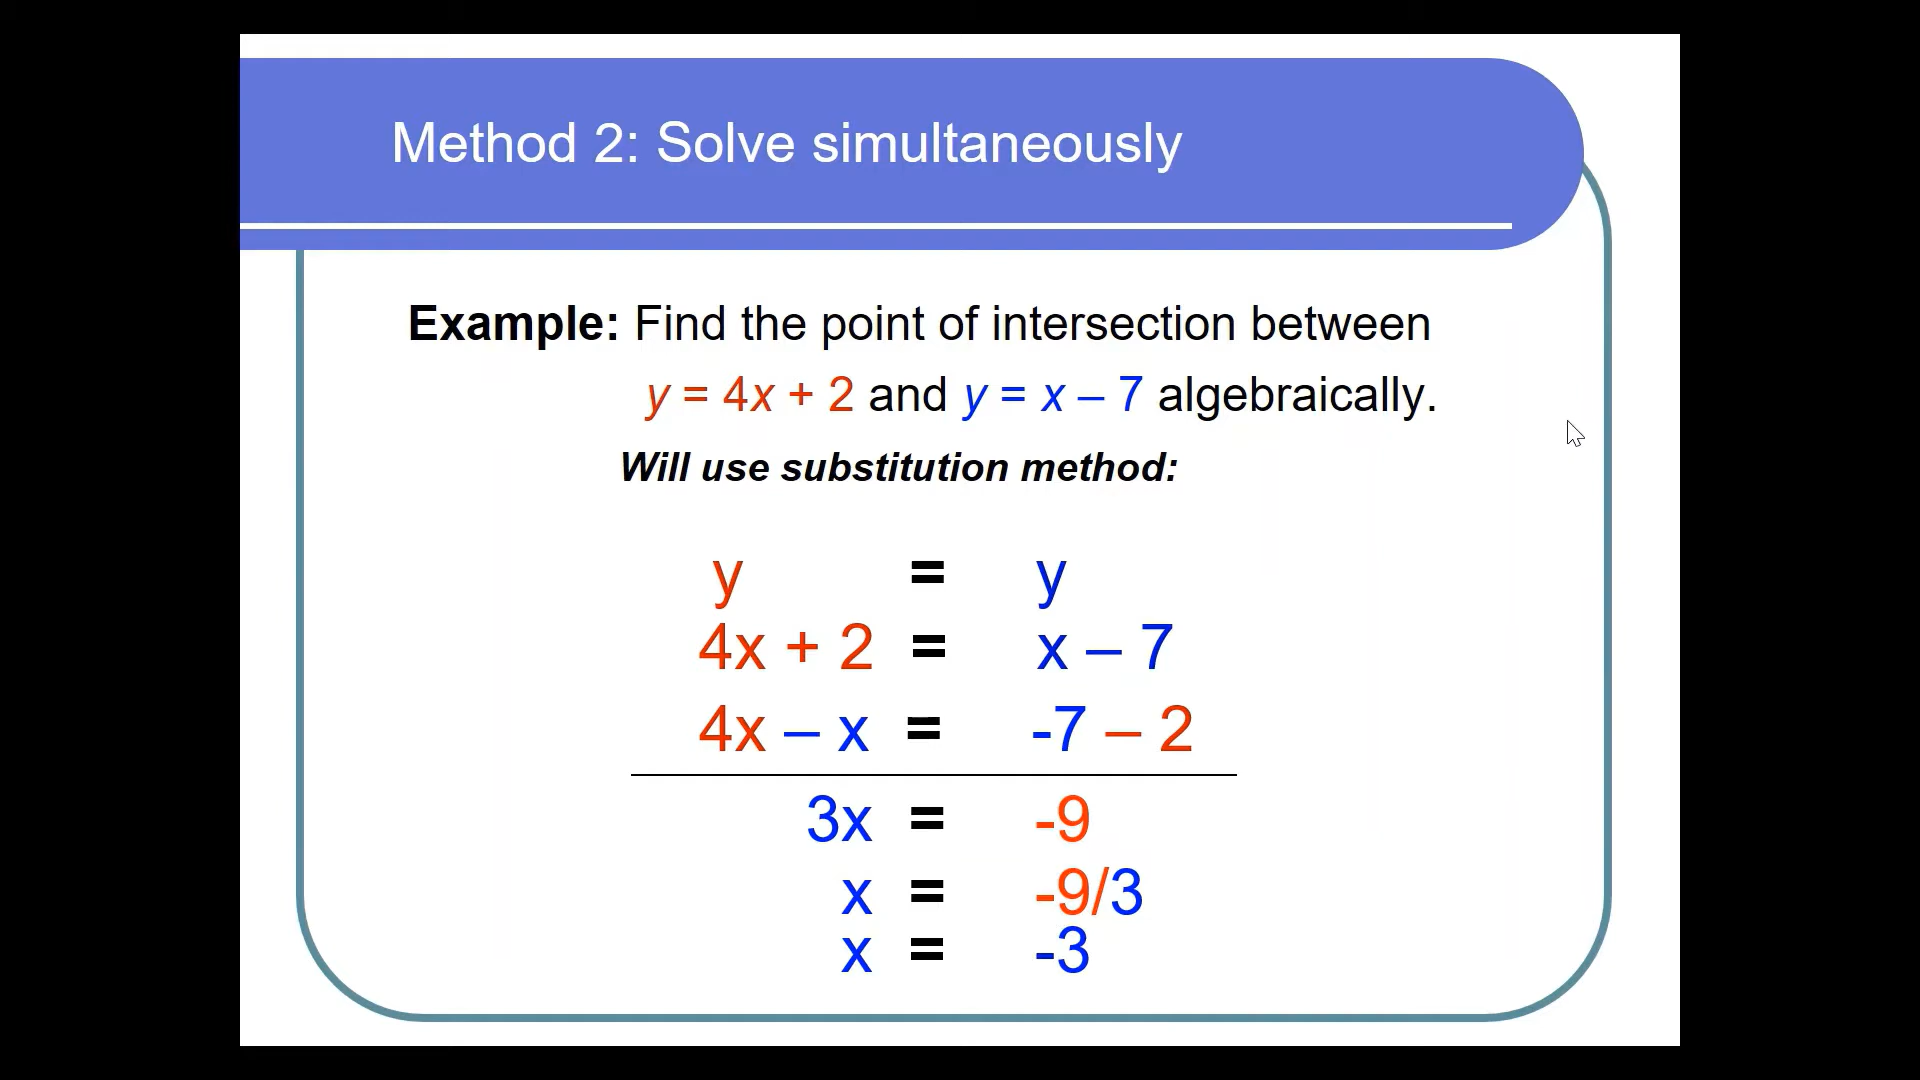 Method 2: Solve simultaneously
Example: Find the point of intersection between
y = 4x + 2 and y = x – 7 algebraically.
Will use substitution method:
y = y
4x + 2 = x – 7
4x – x = -7 – 2
3x = -9
x = -9/3
x = -3